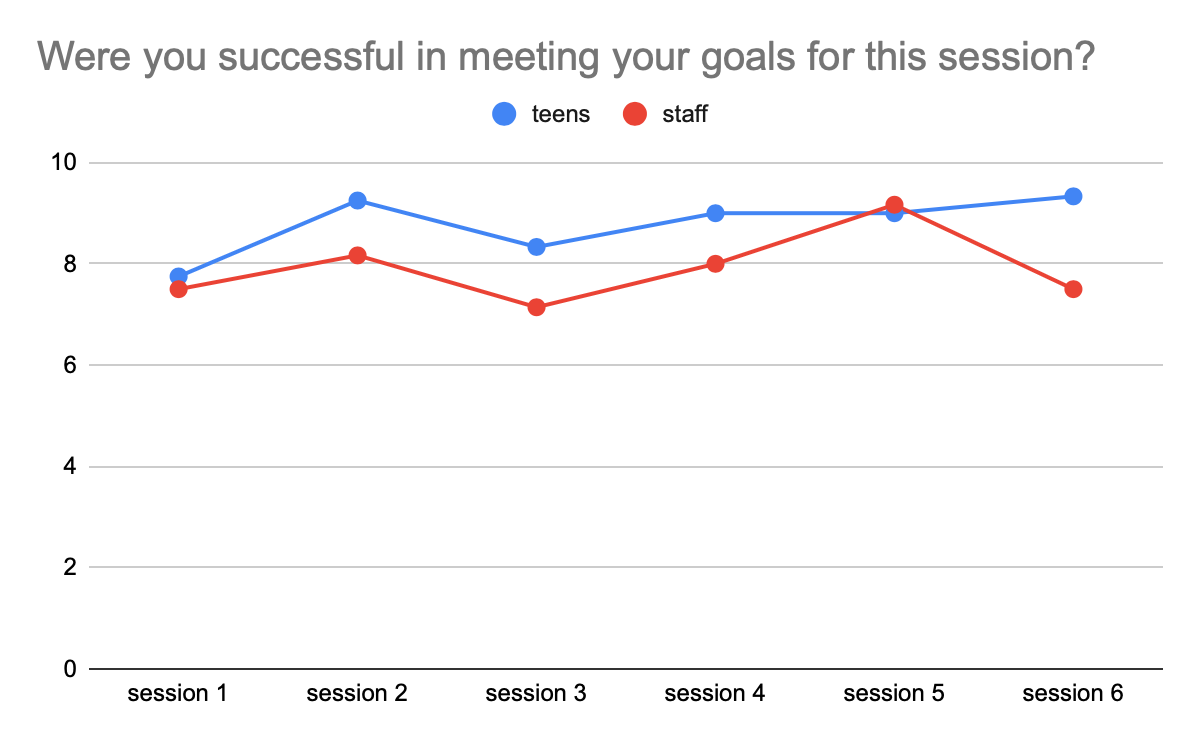 Were you successful in meeting your goals for this session?
teens staff
10
8
6
4
2
0
session 1 session 2 session 3 session 4 session 5 session 6